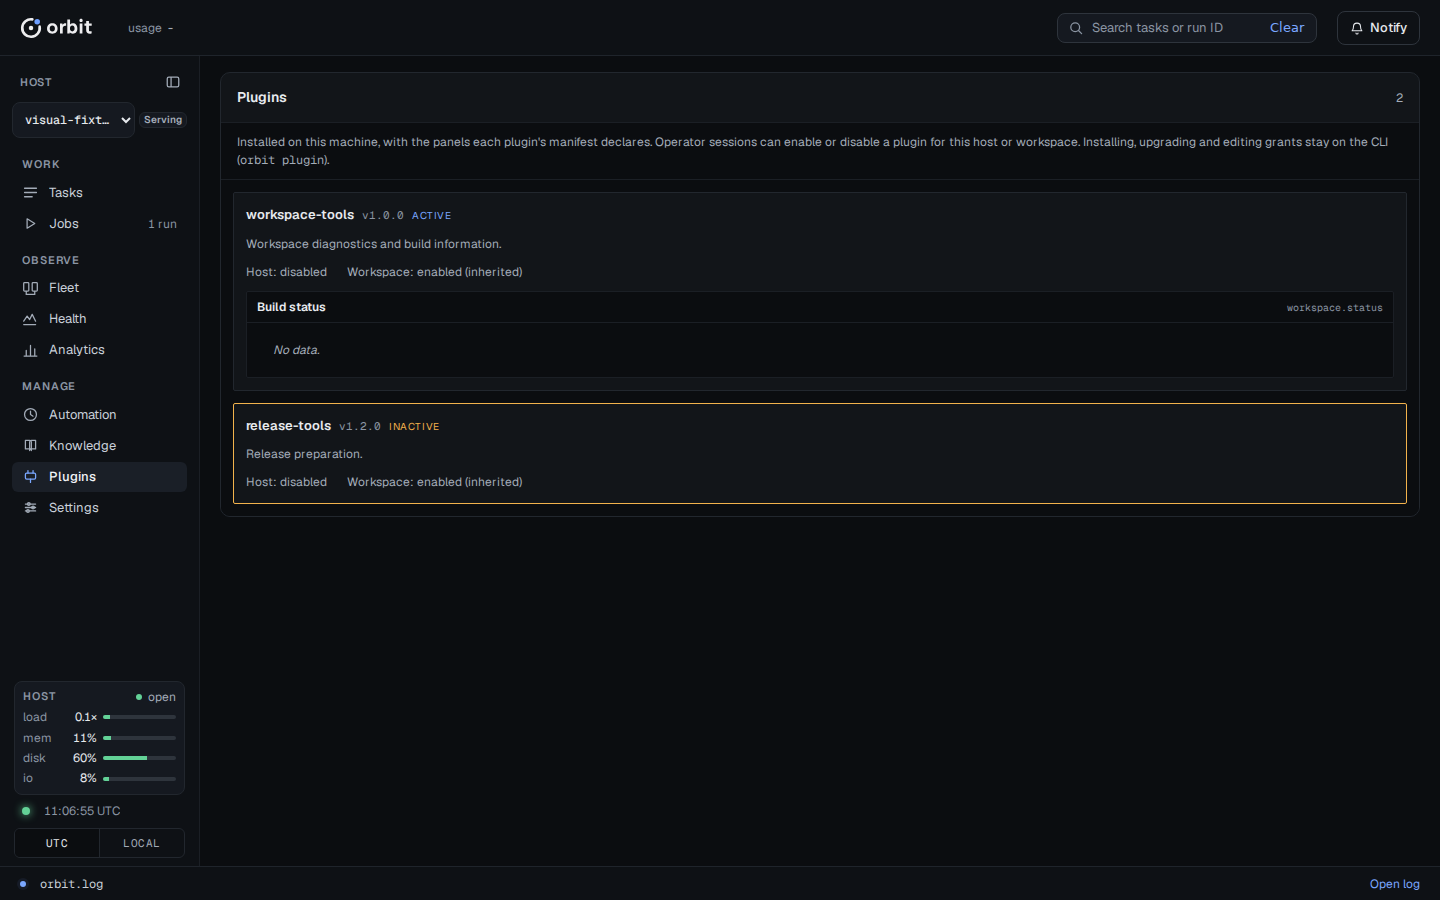 orbit
usage -
Search tasks or run ID
Clear
Notify
HOST
visual-fixt…
Serving
WORK
Tasks
Jobs
1 run
OBSERVE
Fleet
Health
Analytics
MANAGE
Automation
Knowledge
Plugins
Settings
HOST
open
load 0.1×
mem 11%
disk 60%
io 8%
11:06:55 UTC
UTC
LOCAL
Plugins
2
Installed on this machine, with the panels each plugin's manifest declares. Operator sessions can enable or disable a plugin for this host or workspace. Installing, upgrading and editing grants stay on the CLI
(orbit plugin).
workspace-tools v1.0.0 ACTIVE
Workspace diagnostics and build information.
Host: disabled Workspace: enabled (inherited)
Build status
workspace.status
No data.
release-tools v1.2.0 INACTIVE
Release preparation.
Host: disabled Workspace: enabled (inherited)
orbit.log
Open log